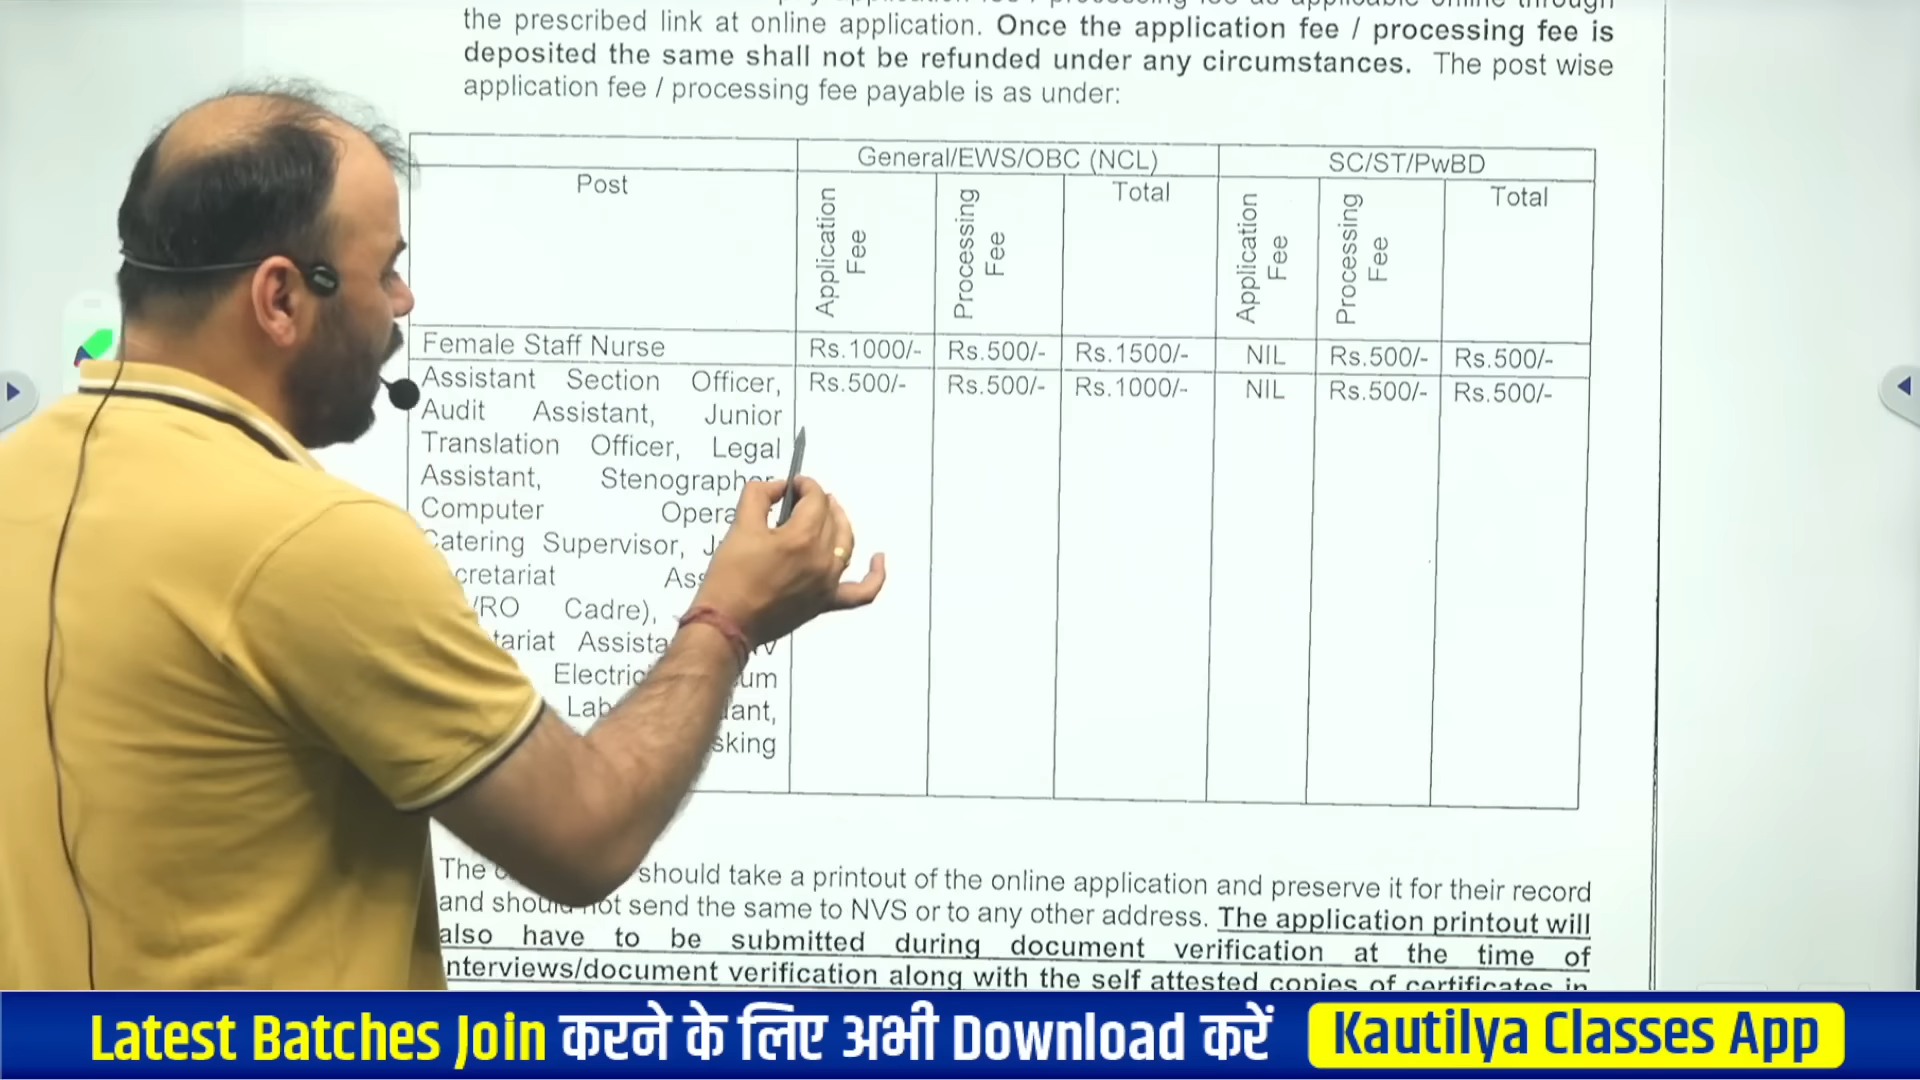 the prescribed link at online application. Once the application fee / processing fee is
deposited the same shall not be refunded under any circumstances. The post wise
application fee / processing fee payable is as under:
General/EWS/OBC (NCL) SC/ST/PwBD
Post Application Fee Processing Fee Total Application Fee Processing Fee Total
Female Staff Nurse Rs.1000/- Rs.500/- Rs.1500/- NIL Rs.500/- Rs.500/-
Assistant Section Officer, Rs.500/- Rs.500/- Rs.1000/- NIL Rs.500/- Rs.500/-
Audit Assistant, Junior
Translation Officer, Legal
Assistant, Stenographer
Computer
Catering Supervisor,
Cadre),
The should take a printout of the online application and preserve it for their record
and should not send the same to NVS or to any other address. The application printout will
also have to be submitted during document verification at the time of
interviews/document verification along with the self attested copies of certificates in
Latest Batches Join करने के लिए अभी Download करें Kautilya Classes App